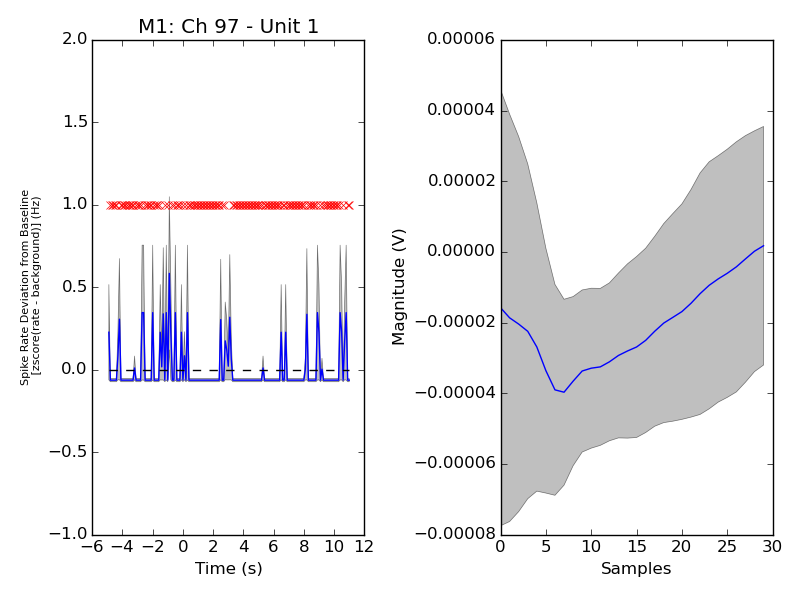 M1: Ch 97 - Unit 1
2.0
1.5
1.0
0.5
0.0
−0.5
−1.0
−6 −4 −2 0 2 4 6 8 10 12
Time (s)
Spike Rate Deviation from Baseline
[zscore(rate - background)] (Hz)
0.00006
0.00004
0.00002
0.00000
−0.00002
−0.00004
−0.00006
−0.00008
0 5 10 15 20 25 30
Samples
Magnitude (V)